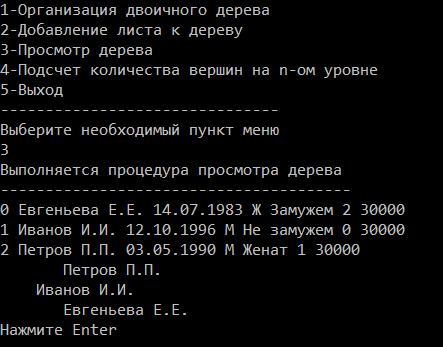 1-Организация двоичного дерева
2-Добавление листа к дереву
3-Просмотр дерева
4-Подсчет количества вершин на n-ом уровне
5-Выход
-------------------------------
Выберите необходимый пункт меню
3
Выполняется процедура просмотра дерева
---------------------------------------
0 Евгеньева Е.Е. 14.07.1983 Ж Замужем 2 30000
1 Иванов И.И. 12.10.1996 М Не замужем 0 30000
2 Петров П.П. 03.05.1990 М Женат 1 30000
Петров П.П.
Иванов И.И.
Евгеньева Е.Е.
Нажмите Enter